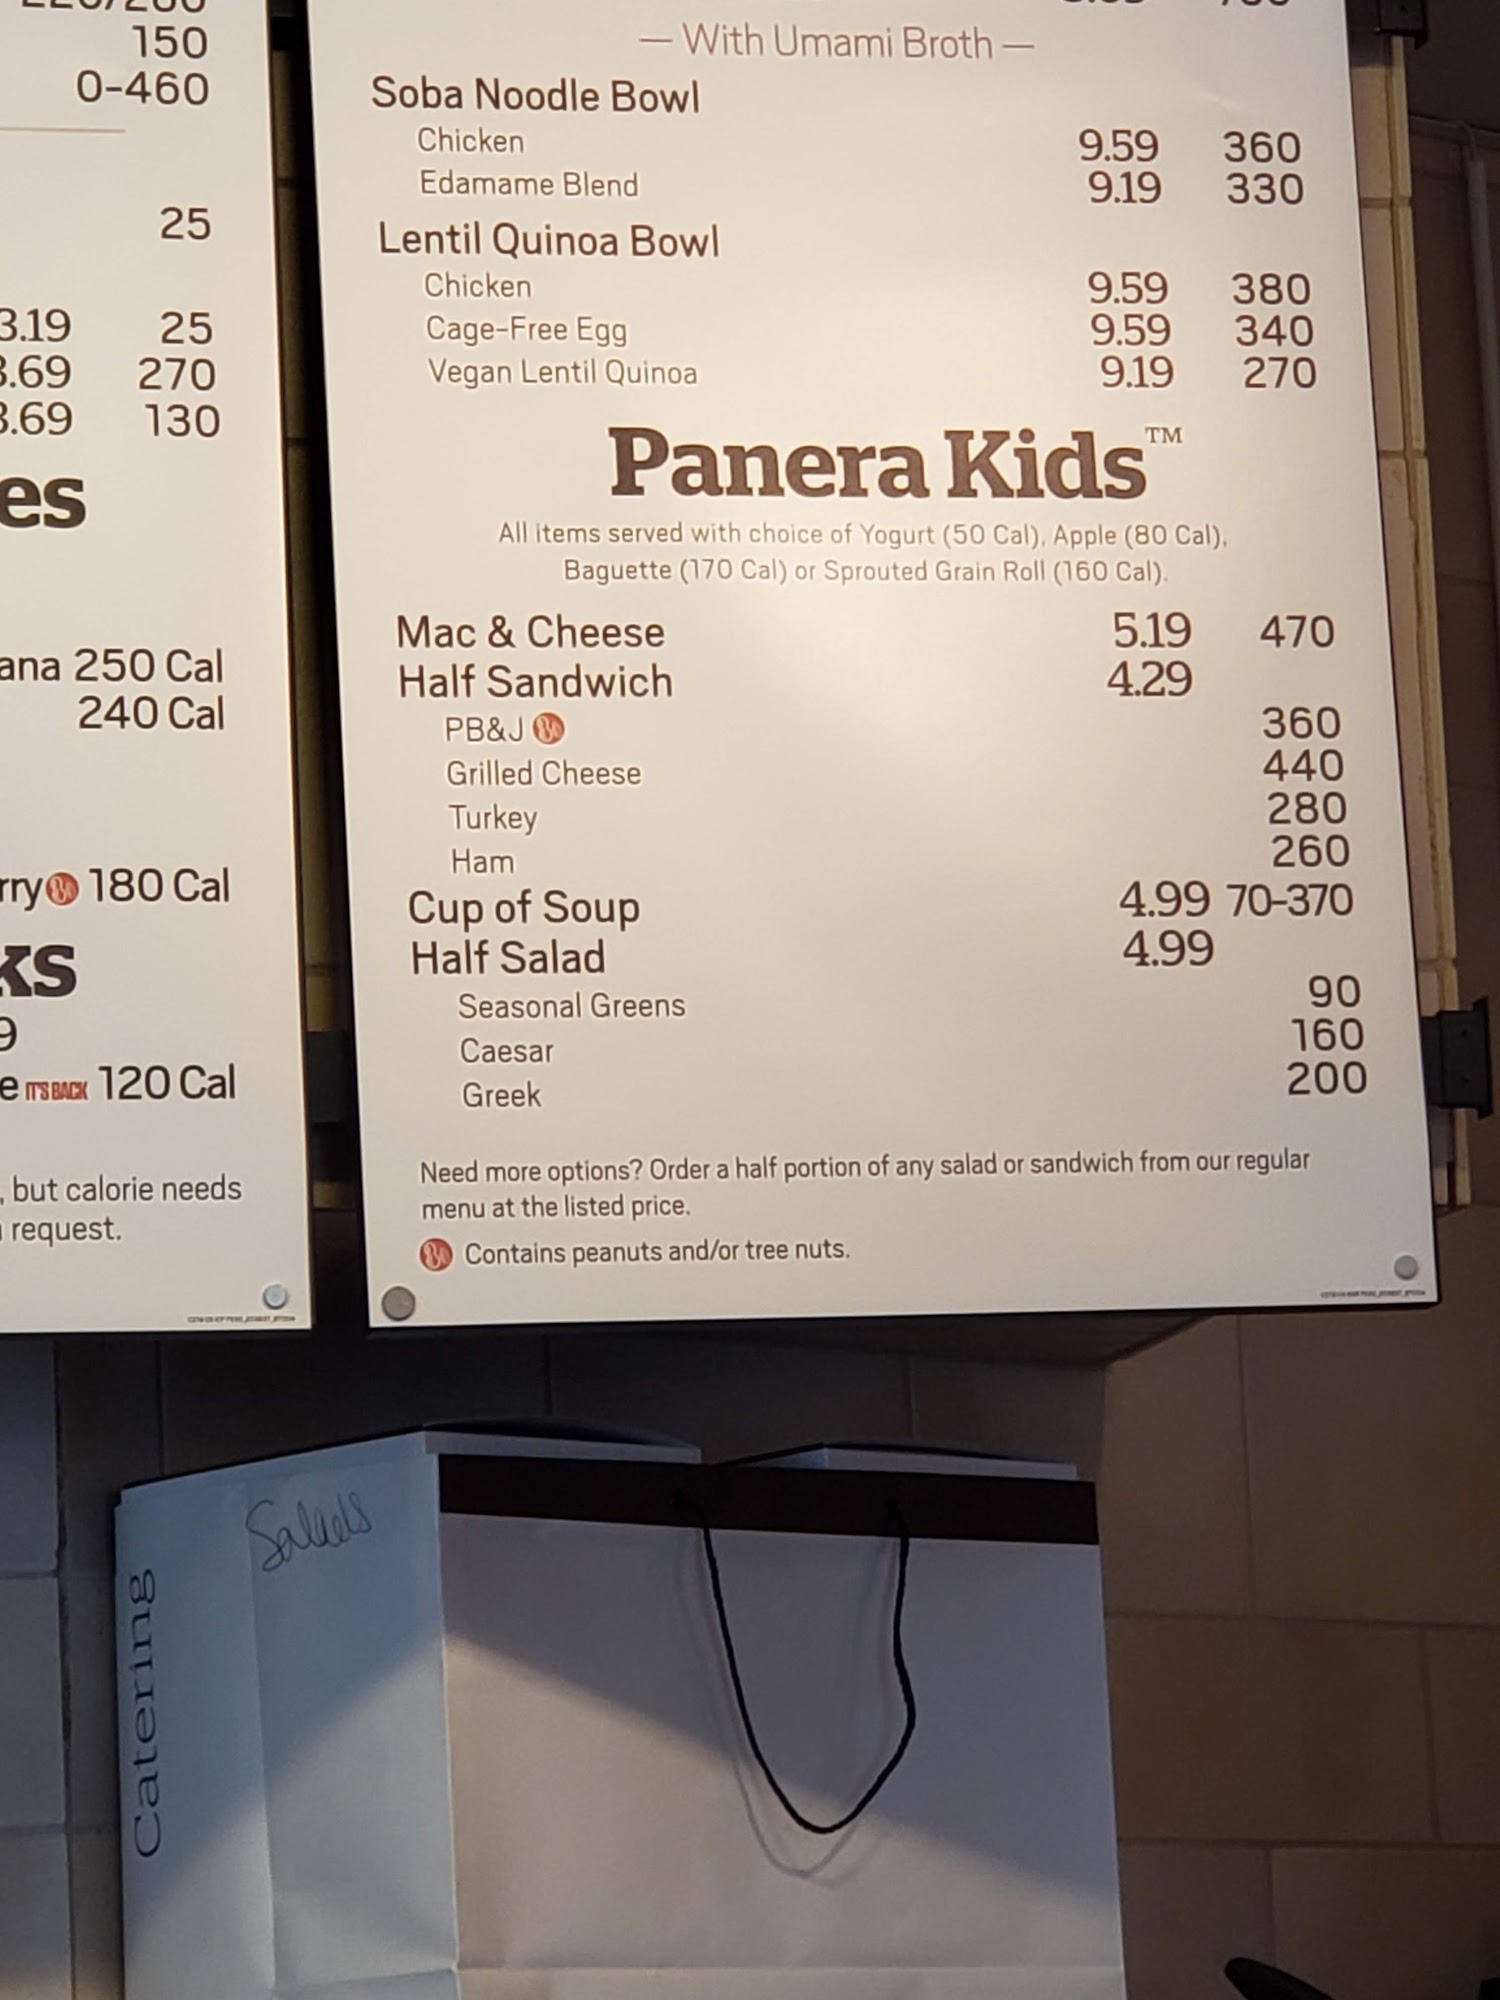 150
0-460
25
3.19 25
3.69 270
3.69 130
es
ana 250 Cal
240 Cal
rry 180 Cal
ks
9
e IT'S BACK 120 Cal
, but calorie needs
request.
— With Umami Broth —
Soba Noodle Bowl
Chicken 9.59 360
Edamame Blend 9.19 330
Lentil Quinoa Bowl
Chicken 9.59 380
Cage-Free Egg 9.59 340
Vegan Lentil Quinoa 9.19 270
Panera Kids™
All items served with choice of Yogurt (50 Cal), Apple (80 Cal),
Baguette (170 Cal) or Sprouted Grain Roll (160 Cal).
Mac & Cheese 5.19 470
Half Sandwich 4.29
PB&J 360
Grilled Cheese 440
Turkey 280
Ham 260
Cup of Soup 4.99 70-370
Half Salad 4.99
Seasonal Greens 90
Caesar 160
Greek 200
Need more options? Order a half portion of any salad or sandwich from our regular
menu at the listed price.
Contains peanuts and/or tree nuts.
Salads
Catering